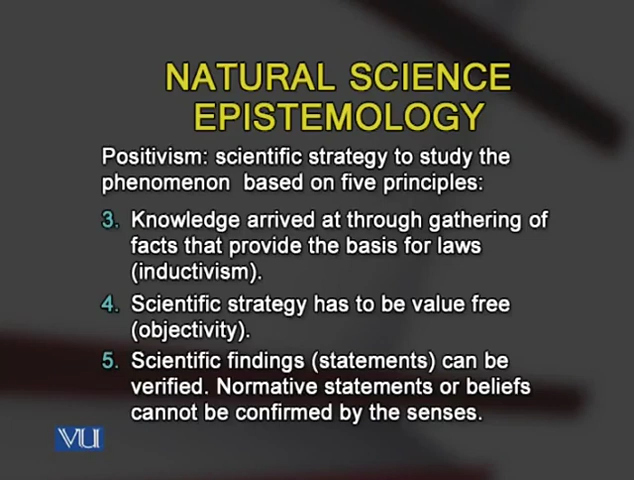 NATURAL SCIENCE
EPISTEMOLOGY
Positivism: scientific strategy to study the
phenomenon based on five principles:
3. Knowledge arrived at through gathering of
facts that provide the basis for laws
(inductivism).
4. Scientific strategy has to be value free
(objectivity).
5. Scientific findings (statements) can be
verified. Normative statements or beliefs
cannot be confirmed by the senses.
VU